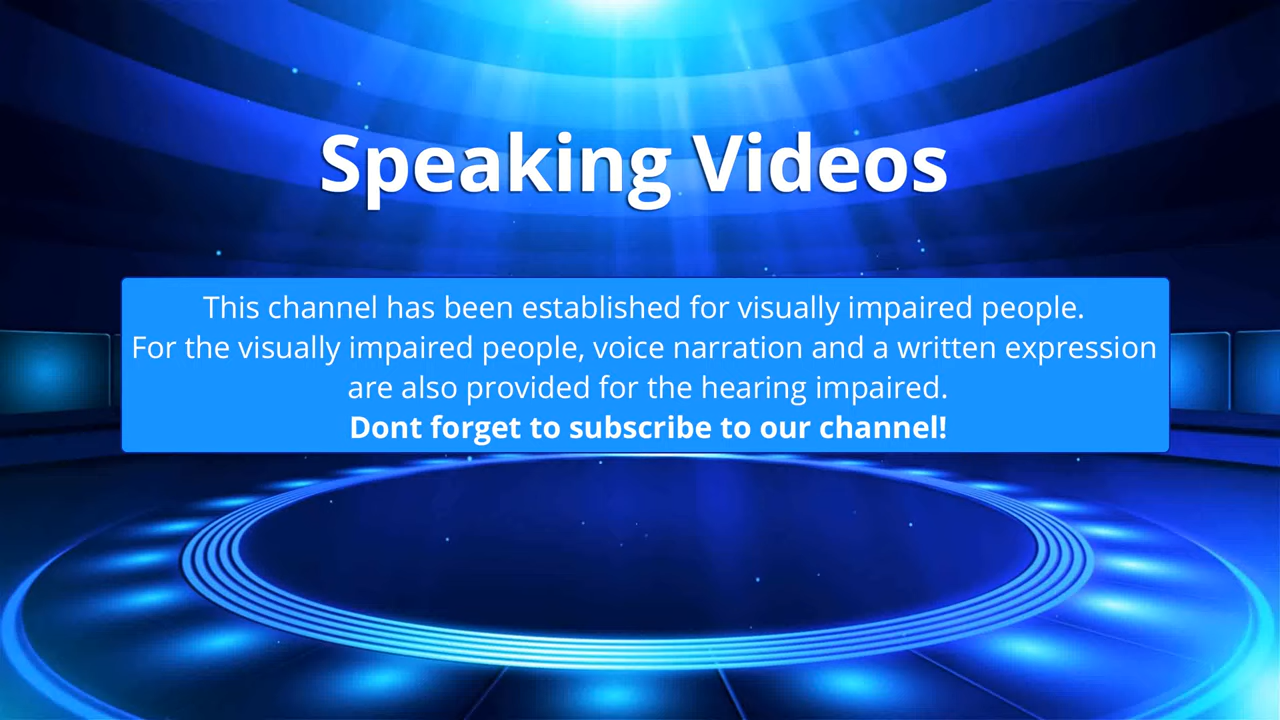 Speaking Videos
This channel has been established for visually impaired people.
For the visually impaired people, voice narration and a written expression
are also provided for the hearing impaired.
Dont forget to subscribe to our channel!